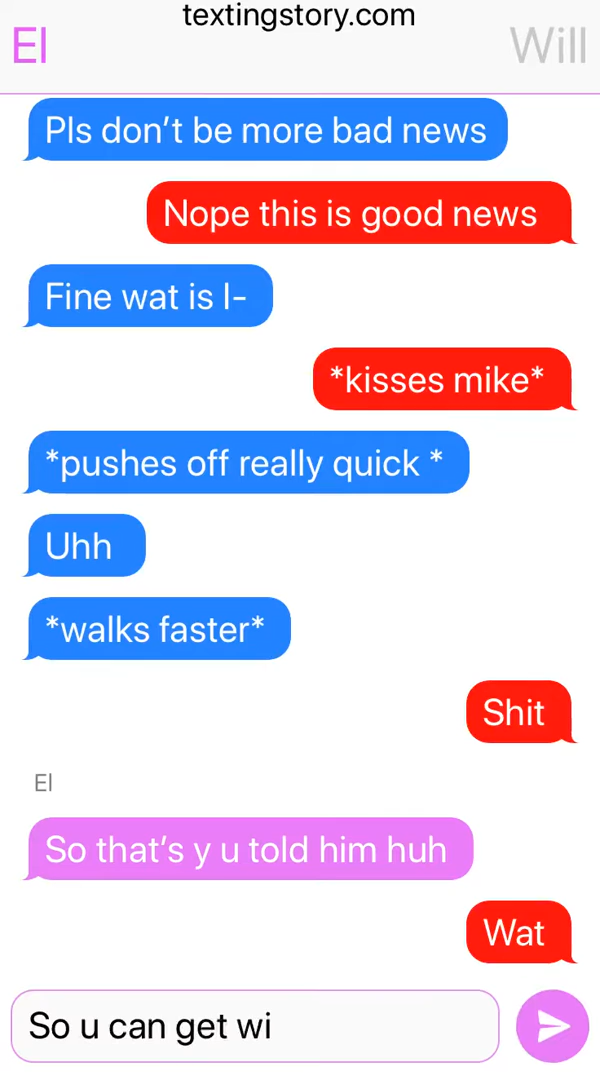 textingstory.com
El
Will
Pls don't be more bad news
Nope this is good news
Fine wat is I-
*kisses mike*
*pushes off really quick *
Uhh
*walks faster*
Shit
El
So that's y u told him huh
Wat
So u can get wi